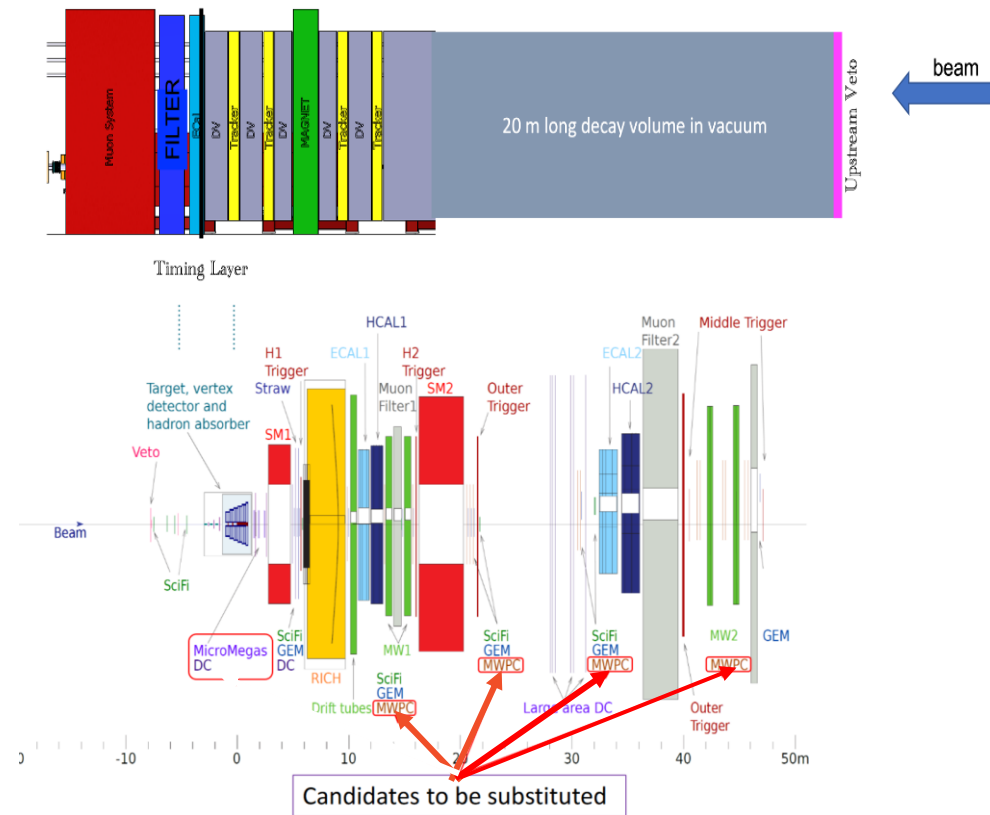 beam
20 m long decay volume in vacuum
Upstream Veto
Muon System
FILTER
DV
Tracker
DV
Tracker
DV
MAGNET
DV
Tracker
DV
Tracker
Timing Layer
HCAL1
Muon
Filter2
Middle Trigger
H1
Trigger
ECAL1
H2
Trigger
ECAL2
Target, vertex
detector and
hadron absorber
Straw
Muon
Filter1
SM2
Outer
Trigger
HCAL2
SM1
Veto
Beam
SciFi
MicroMegas
DC
SciFi
GEM
DC
RICH
MW1
SciFi
GEM
MWPC
SciFi
GEM
MWPC
MW2
MWPC
GEM
Drift tubes
SciFi
GEM
MWPC
Large area DC
Outer
Trigger
0 -10 0 10 20 30 40 50m
Candidates to be substituted